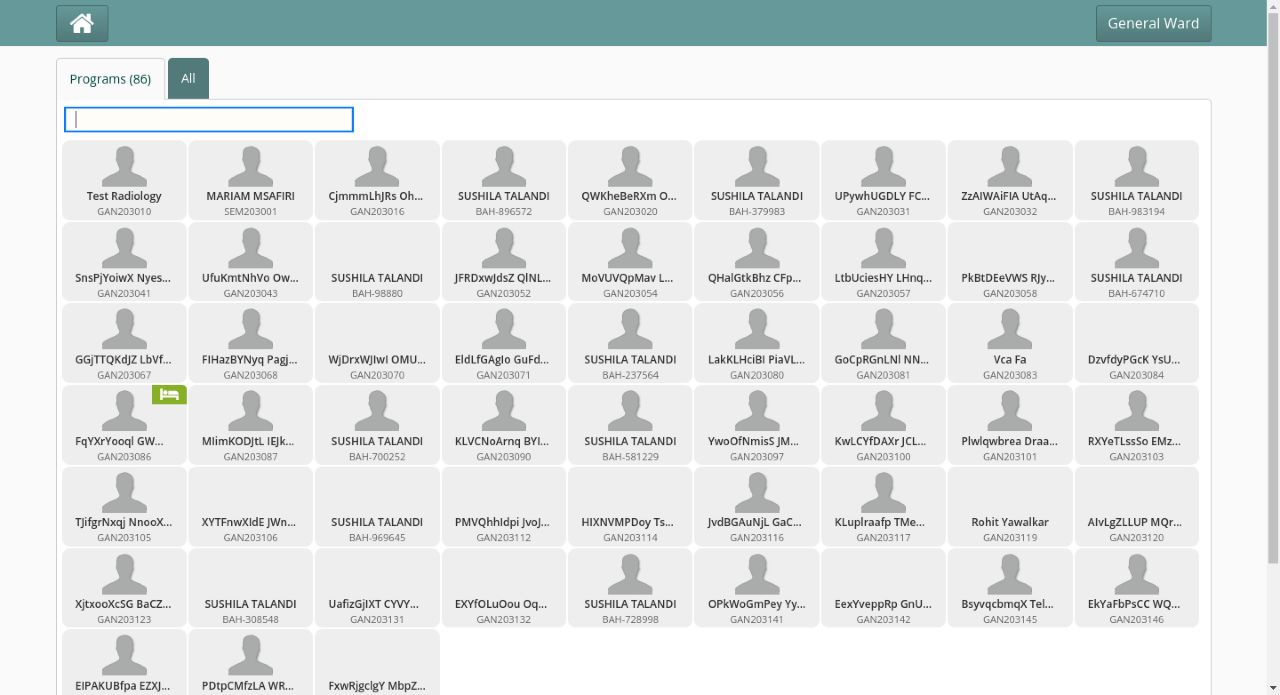 General Ward
Programs (86)
All
Test Radiology
GAN203010
MARIAM MSAFIRI
SEM203001
CjmmmLhJRs Oh...
GAN203016
SUSHILA TALANDI
BAH-896572
QWKheBeRXm O...
GAN203020
SUSHILA TALANDI
BAH-379983
UPywhUGDLY FC...
GAN203031
ZzAIWAiFIA UtAq...
GAN203032
SUSHILA TALANDI
BAH-983194
SnsPjYoiwX Nyes...
GAN203041
UfuKmtNhVo Ow...
GAN203043
SUSHILA TALANDI
BAH-98880
JFRDxwJdsZ QlNL...
GAN203052
MoVUVQpMav L...
GAN203054
QHalGtkBhz CFp...
GAN203056
LtbUciesHY LHnq...
GAN203057
PkBtDEeVWS RJy...
GAN203058
SUSHILA TALANDI
BAH-674710
GGjTTQKdJZ LbVf...
GAN203067
FIHazBYNyq Pagj...
GAN203068
WjDrxWJIwI OMU...
GAN203070
EldLfGAgIo GuFd...
GAN203071
SUSHILA TALANDI
BAH-237564
LakKLHciBI PiaVL...
GAN203080
GoCpRGnLNl NN...
GAN203081
Vca Fa
GAN203083
DzvfdyPGcK YsU...
GAN203084
FqYXrYooql GW...
GAN203086
MIimKODJtL IEJk...
GAN203087
SUSHILA TALANDI
BAH-700252
KLVCNoArnq BYI...
GAN203090
SUSHILA TALANDI
BAH-581229
YwoOfNmisS JM...
GAN203097
KwLCYfDAXr JCL...
GAN203100
Plwlqwbrea Draa...
GAN203101
RXYeTLssSo EMz...
GAN203103
TJifgrNxqj NnooX...
GAN203105
XYTFnwXIdE JWn...
GAN203106
SUSHILA TALANDI
BAH-969645
PMVQhhIdpi JvoJ...
GAN203112
HIXNVMPDoy Ts...
GAN203114
JvdBGAuNjL GaC...
GAN203116
KLuplraafp TMe...
GAN203117
Rohit Yawalkar
GAN203119
AIvLgZLLUP MQr...
GAN203120
XjtxooXcSG BaCZ...
GAN203123
SUSHILA TALANDI
BAH-308548
UafizGjIXT CYVY...
GAN203131
EXYfOLuOou Oq...
GAN203132
SUSHILA TALANDI
BAH-728998
OPkWoGmPey Yy...
GAN203141
EexYveppRp GnU...
GAN203142
BsyvqcbmqX Tel...
GAN203145
EkYaFbPsCC WQ...
GAN203146
EIPAKUBfpa EZXJ...
PDtpCMfzLA WR...
FxwRjgclgY MbpZ...